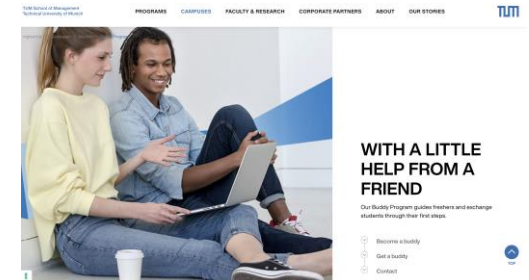 TUM School of Management
Technical University of Munich
PROGRAMS CAMPUSES FACULTY & RESEARCH CORPORATE PARTNERS ABOUT OUR STORIES
TUM
WITH A LITTLE
HELP FROM A
FRIEND
Our Buddy Program guides freshers and exchange
students through their first steps.
Become a buddy
Get a buddy
Contact
TOP